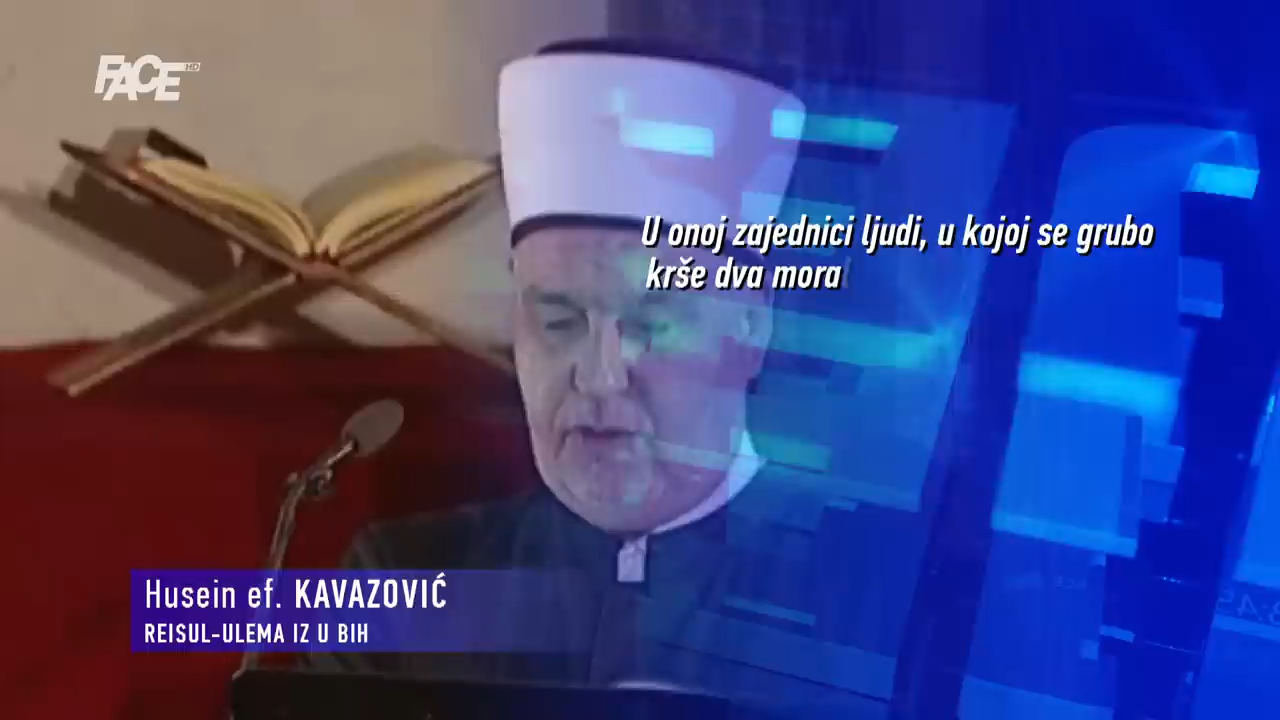 FACE HD
U onoj zajednici ljudi, u kojoj se grubo
krše dva mora
Husein ef. KAVAZOVIĆ
REISUL-ULEMA IZ U BIH